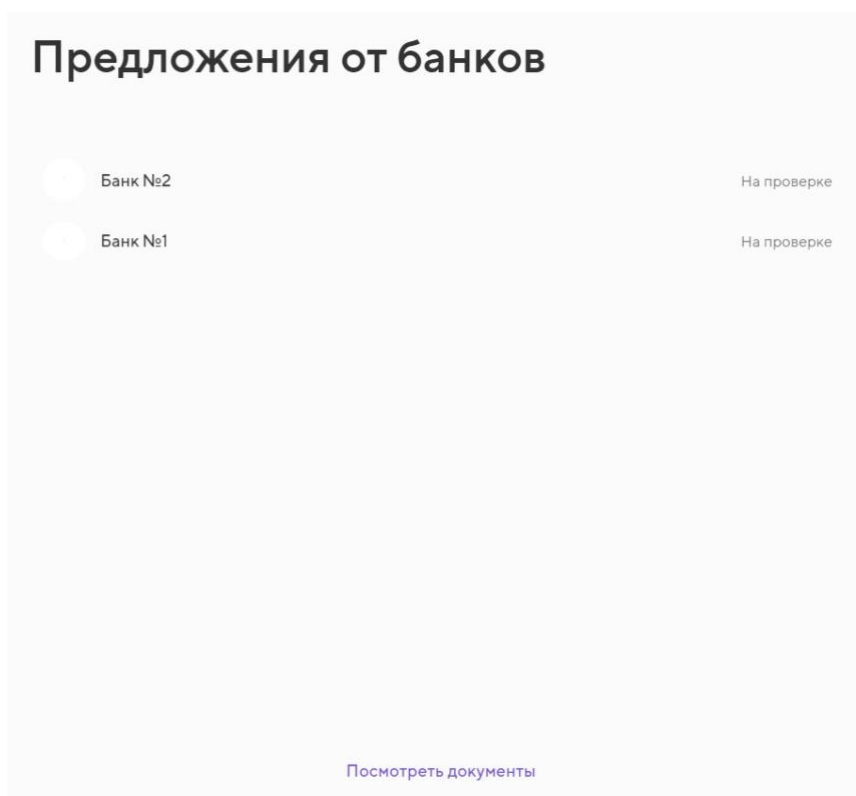 Предложения от банков
Банк №2 На проверке
Банк №1 На проверке
Посмотреть документы